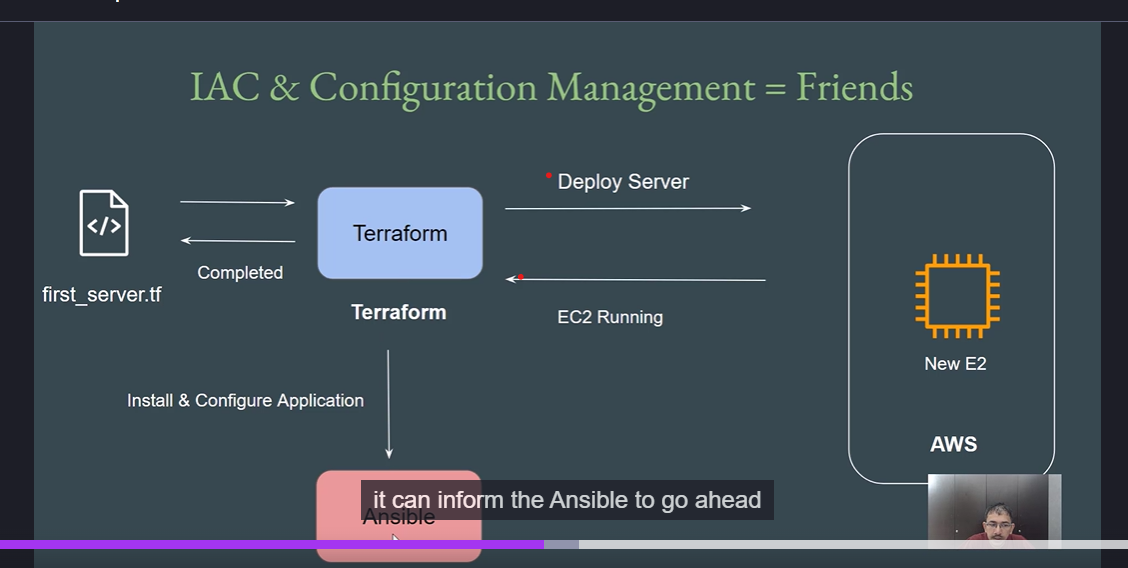 IAC & Configuration Management = Friends
Deploy Server
</>
Terraform
Completed
first_server.tf
Terraform
EC2 Running
New E2
Install & Configure Application
AWS
it can inform the Ansible to go ahead
Ansible